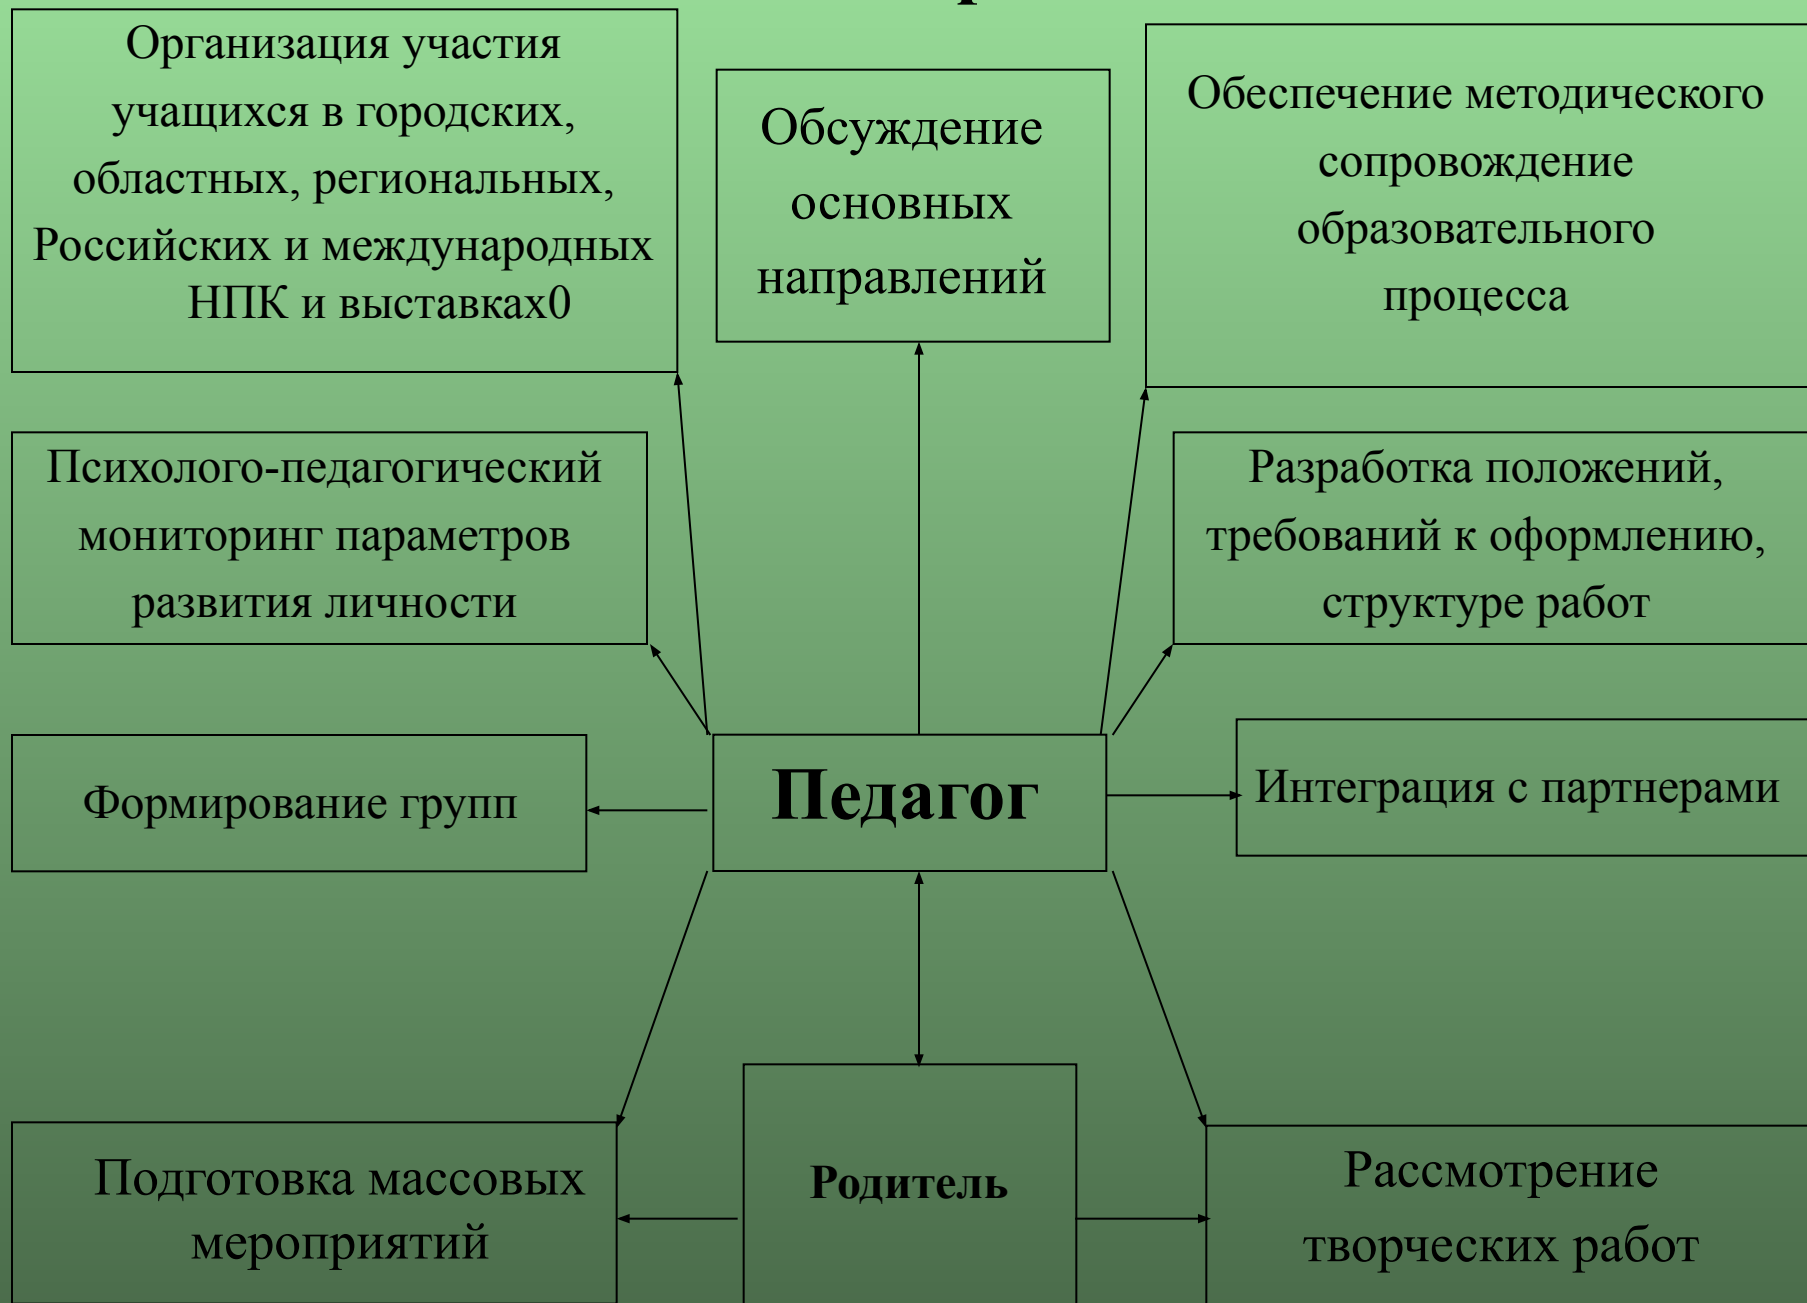 Организация участия
учащихся в городских,
областных, региональных,
Российских и международных
НПК и выставках0
Обсуждение
основных
направлений
Обеспечение методического
сопровождение
образовательного
процесса
Психолого-педагогический
мониторинг параметров
развития личности
Разработка положений,
требований к оформлению,
структуре работ
Формирование групп
Педагог
Интеграция с партнерами
Подготовка массовых
мероприятий
Родитель
Рассмотрение
творческих работ